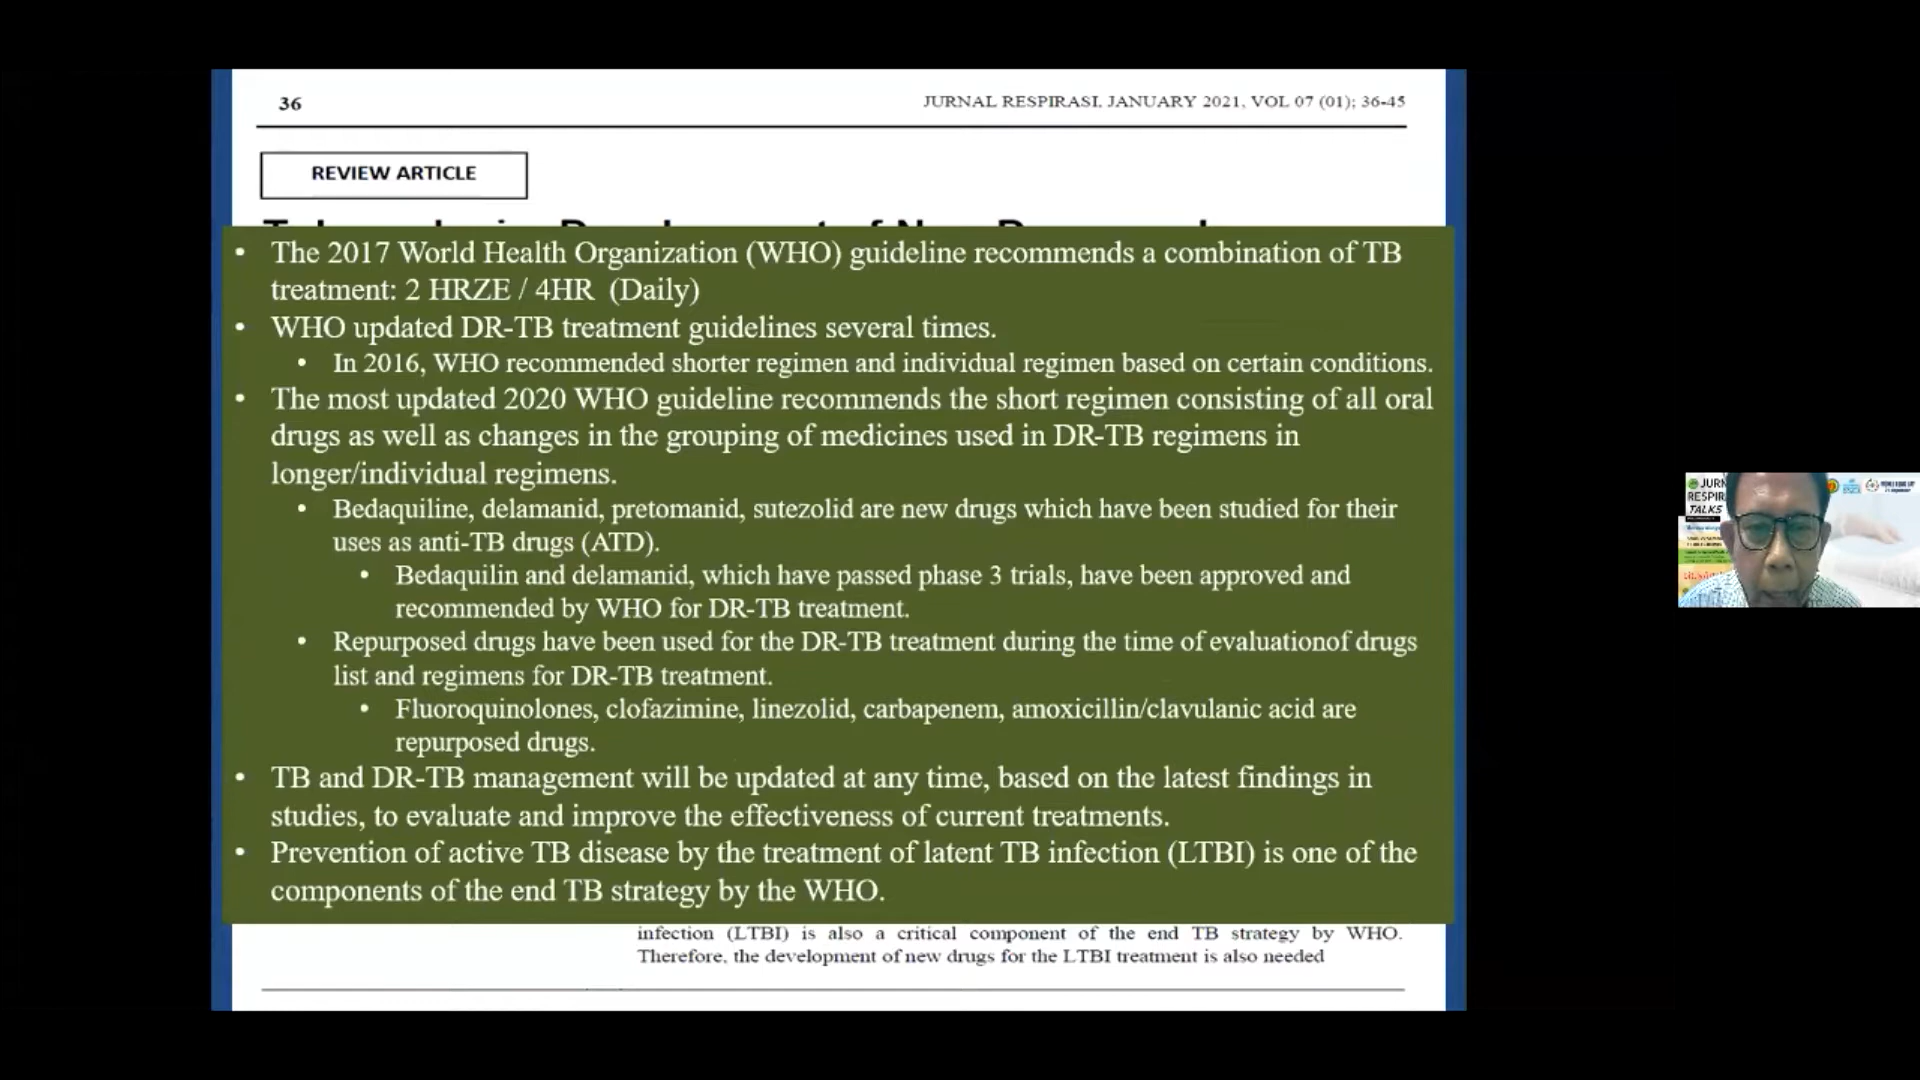 36
JURNAL RESPIRASI, JANUARY 2021, VOL 07 (01); 36-45
REVIEW ARTICLE
• The 2017 World Health Organization (WHO) guideline recommends a combination of TB
treatment: 2 HRZE / 4HR (Daily)
• WHO updated DR-TB treatment guidelines several times.
• In 2016, WHO recommended shorter regimen and individual regimen based on certain conditions.
• The most updated 2020 WHO guideline recommends the short regimen consisting of all oral
drugs as well as changes in the grouping of medicines used in DR-TB regimens in
longer/individual regimens.
• Bedaquiline, delamanid, pretomanid, sutezolid are new drugs which have been studied for their
uses as anti-TB drugs (ATD).
• Bedaquilin and delamanid, which have passed phase 3 trials, have been approved and
recommended by WHO for DR-TB treatment.
• Repurposed drugs have been used for the DR-TB treatment during the time of evaluationof drugs
list and regimens for DR-TB treatment.
• Fluoroquinolones, clofazimine, linezolid, carbapenem, amoxicillin/clavulanic acid are
repurposed drugs.
• TB and DR-TB management will be updated at any time, based on the latest findings in
studies, to evaluate and improve the effectiveness of current treatments.
• Prevention of active TB disease by the treatment of latent TB infection (LTBI) is one of the
components of the end TB strategy by the WHO.
infection (LTBI) is also a critical component of the end TB strategy by WHO.
Therefore, the development of new drugs for the LTBI treatment is also needed
JURN
RESPIR
TALKS